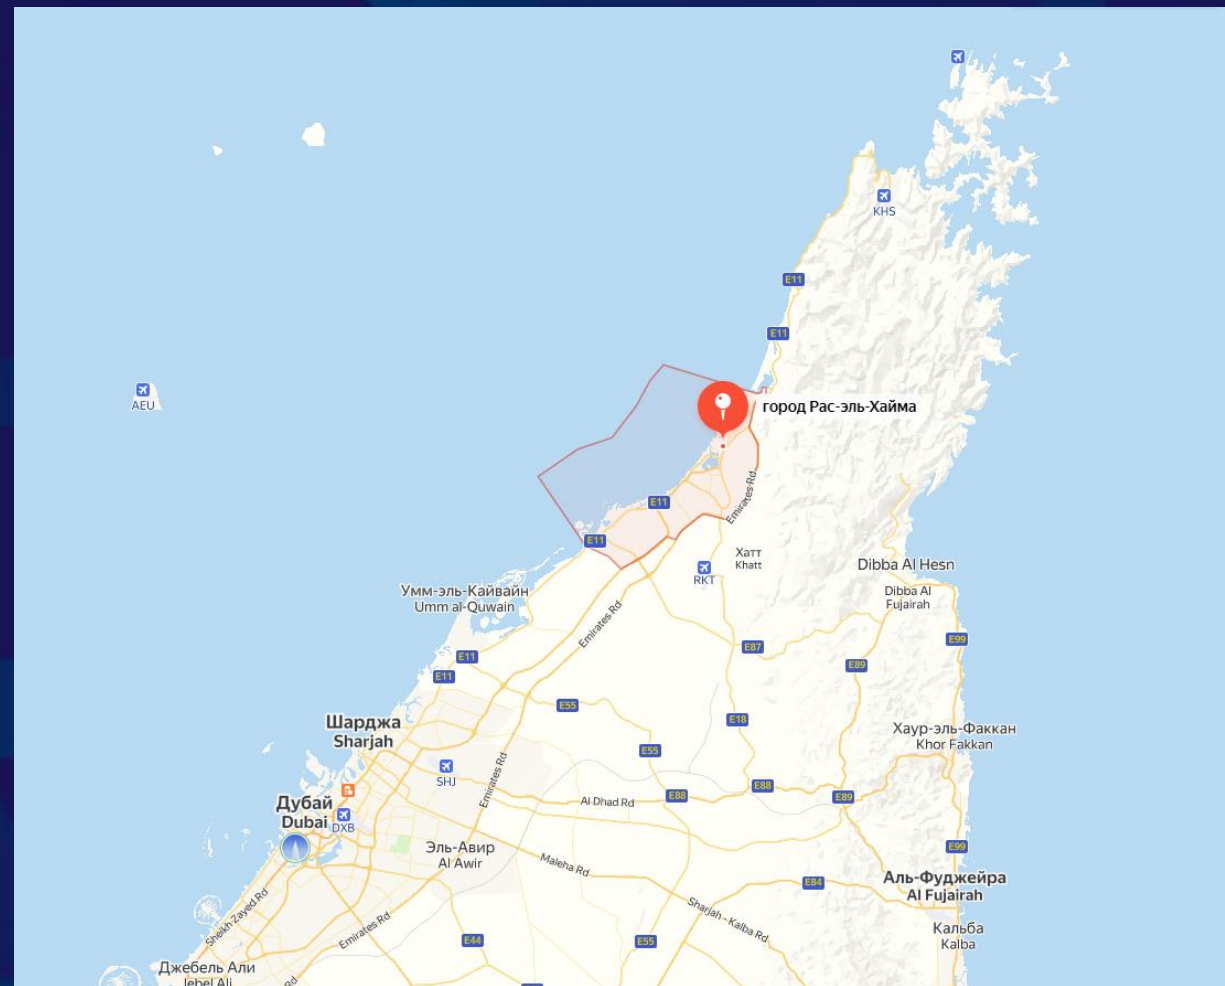 KHS
E11
E11
AEU
город Рас-эль-Хайма
Emirates Rd
E11
E11
Хатт
Khatt
RKT
Dibba Al Hesn
Dibba Al
Fujairah
Умм-эль-Кайвайн
Umm al-Quwain
Emirates Rd
E99
E87
E11
E89
E11
E55
E18
Шарджа
Sharjah
Хаур-эль-Факкан
Khor Fakkan
E55
SHJ
Emirates Rd
E88
E88
E89
Al Dhad Rd
Дубай
Dubai
DXB
Эль-Авир
Al Awir
E99
Maleha Rd
E84
Аль-Фуджейра
Al Fujairah
Sheikh-Zayed Rd
Emirates Rd
Sharjah - Kalba Rd
Кальба
Kalba
E44
E55
Джебель Али
Jebel Ali
Rd